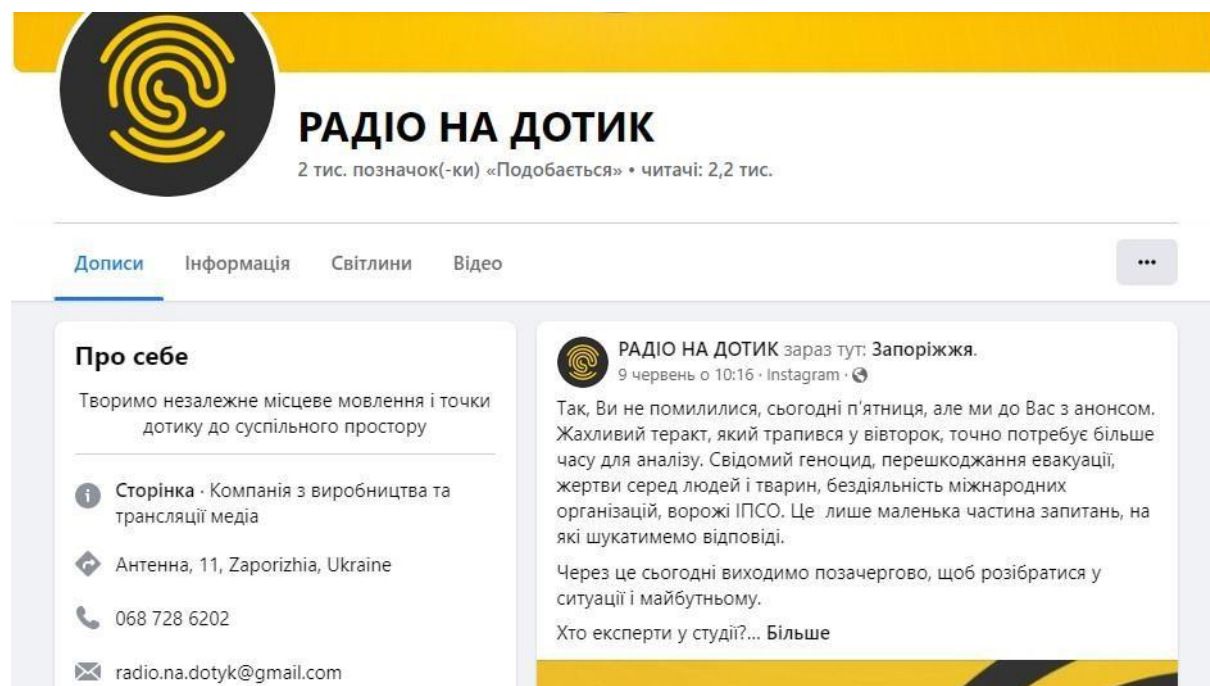 РАДІО НА ДОТИК
2 тис. позначок(-ки) «Подобається» • читачі: 2,2 тис.
Дописи
Інформація
Світлини
Відео
Про себе
Творимо незалежне місцеве мовлення і точки
дотику до суспільного простору
Сторінка · Компанія з виробництва та
трансляції медіа
Антенна, 11, Zaporizhia, Ukraine
068 728 6202
radio.na.dotyk@gmail.com
РАДІО НА ДОТИК зараз тут: Запоріжжя.
9 червень о 10:16 · Instagram ·
Так, Ви не помилилися, сьогодні п'ятниця, але ми до Вас з анонсом.
Жахливий теракт, який трапився у вівторок, точно потребує більше
часу для аналізу. Свідомий геноцид, перешкоджання евакуації,
жертви серед людей і тварин, бездіяльність міжнародних
організацій, ворожі ІПСО. Це лише маленька частина запитань, на
які шукатимемо відповіді.
Через це сьогодні виходимо позачергово, щоб розібратися у
ситуації і майбутньому.
Хто експерти у студії?... Більше